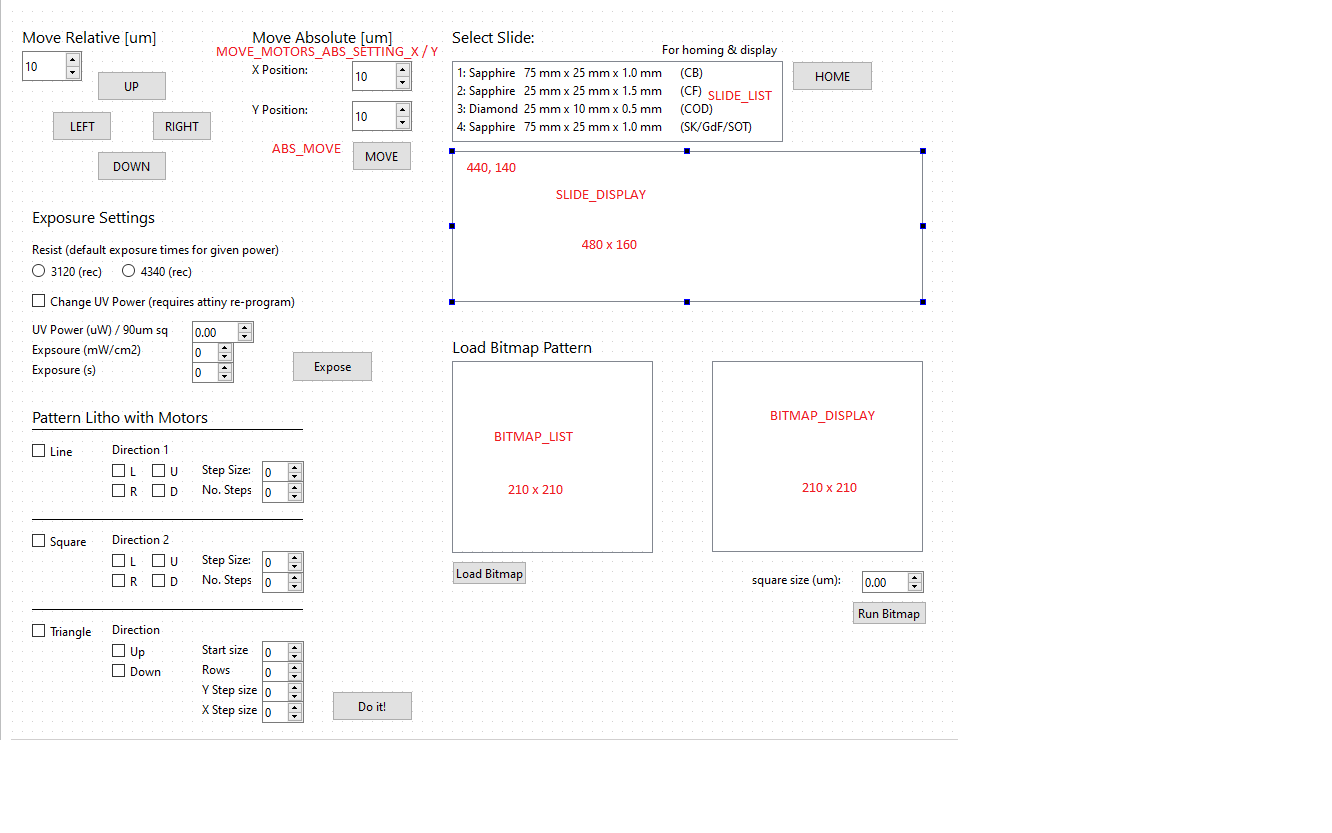 Move Relative [um]
10
UP
LEFT
RIGHT
DOWN
Move Absolute [um]
MOVE_MOTORS_ABS_SETTING_X / Y
X Position:
10
Y Position:
10
ABS_MOVE
MOVE
Select Slide:
For homing & display
1: Sapphire 75 mm x 25 mm x 1.0 mm (CB)
2: Sapphire 25 mm x 25 mm x 1.5 mm (CF)
3: Diamond 25 mm x 10 mm x 0.5 mm (COD)
4: Sapphire 75 mm x 25 mm x 1.0 mm (SK/GdF/SOT)
SLIDE_LIST
HOME
440, 140
SLIDE_DISPLAY
480 x 160
Exposure Settings
Resist (default exposure times for given power)
3120 (rec)
4340 (rec)
Change UV Power (requires attiny re-program)
UV Power (uW) / 90um sq
0.00
Expsoure (mW/cm2)
0
Exposure (s)
0
Expose
Load Bitmap Pattern
BITMAP_LIST
210 x 210
BITMAP_DISPLAY
210 x 210
Load Bitmap
square size (um):
0.00
Run Bitmap
Pattern Litho with Motors
Line
Direction 1
L
U
Step Size:
0
R
D
No. Steps
0
Square
Direction 2
L
U
Step Size:
0
R
D
No. Steps
0
Triangle
Direction
Up
Down
Start size
0
Rows
0
Y Step size
0
X Step size
0
Do it!